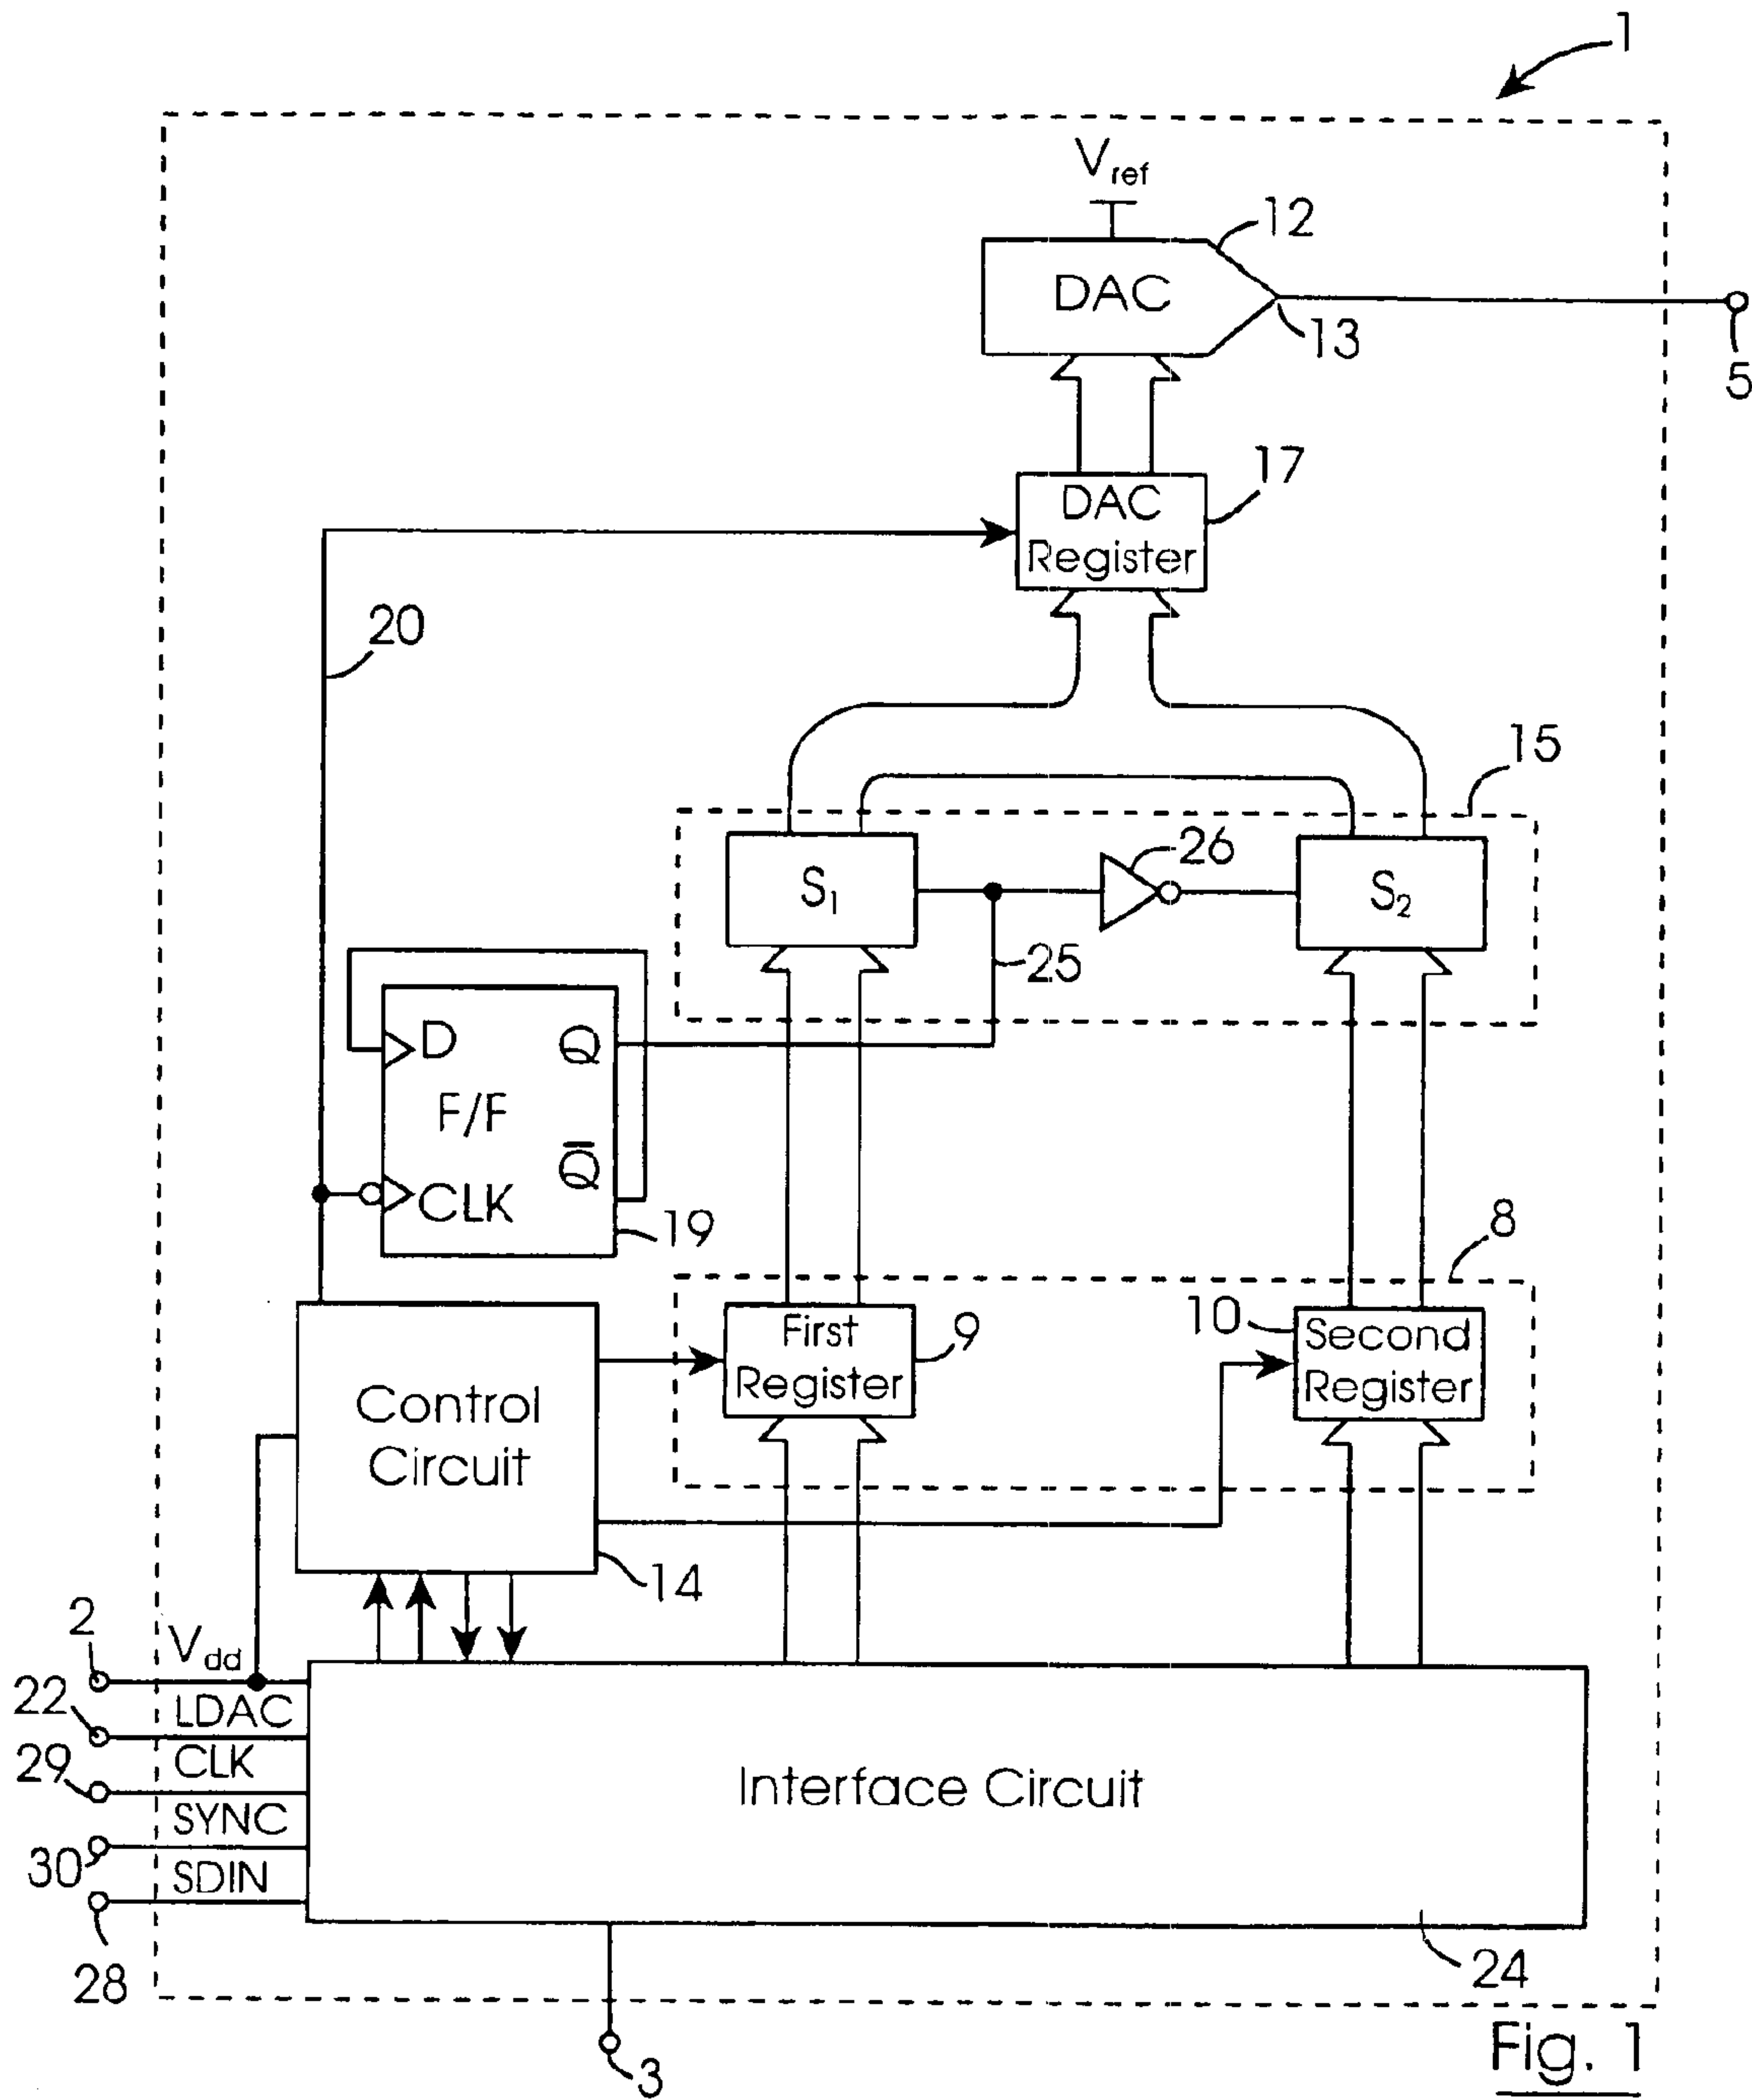 1
V_ref
12
DAC
13
5
17
DAC
Register
20
15
26
S₁
S₂
25
D
Q
F/F
Q̅
CLK
19
8
First
Register
9
10
Second
Register
Control
Circuit
14
2
V_dd
22
LDAC
29
CLK
SYNC
Interface Circuit
30
SDIN
28
24
3
Fig. 1